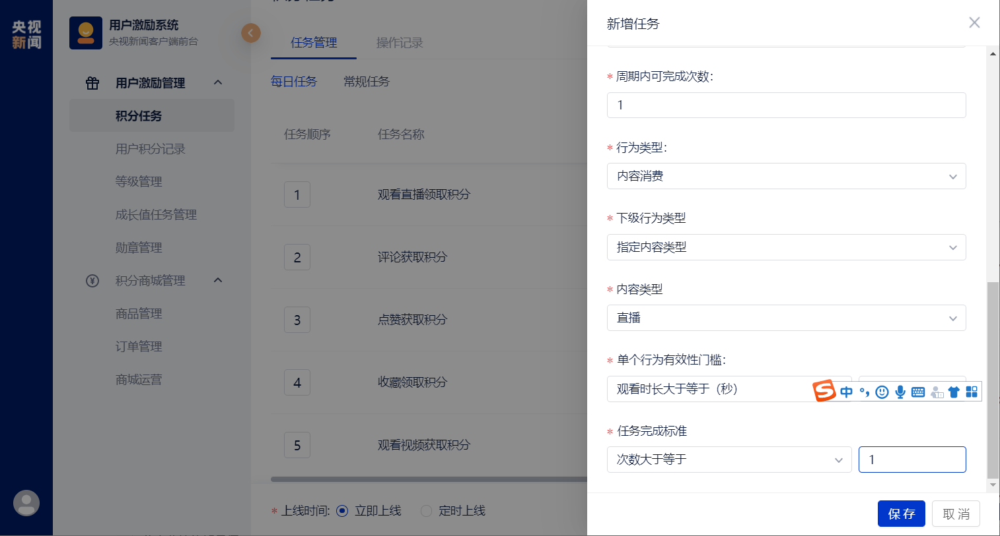 央视
新闻
用户激励系统
央视新闻客户端前台
用户激励管理
积分任务
用户积分记录
等级管理
成长值任务管理
勋章管理
积分商城管理
商品管理
订单管理
商城运营
任务管理
操作记录
每日任务
常规任务
任务顺序
任务名称
1
观看直播领取积分
2
评论获取积分
3
点赞获取积分
4
收藏领取积分
5
观看视频获取积分
* 上线时间:
立即上线
定时上线
新增任务
* 周期内可完成次数:
1
* 行为类型:
内容消费
* 下级行为类型
指定内容类型
* 内容类型
直播
* 单个行为有效性门槛:
观看时长大于等于（秒）
中
* 任务完成标准
次数大于等于
1
保存
取消